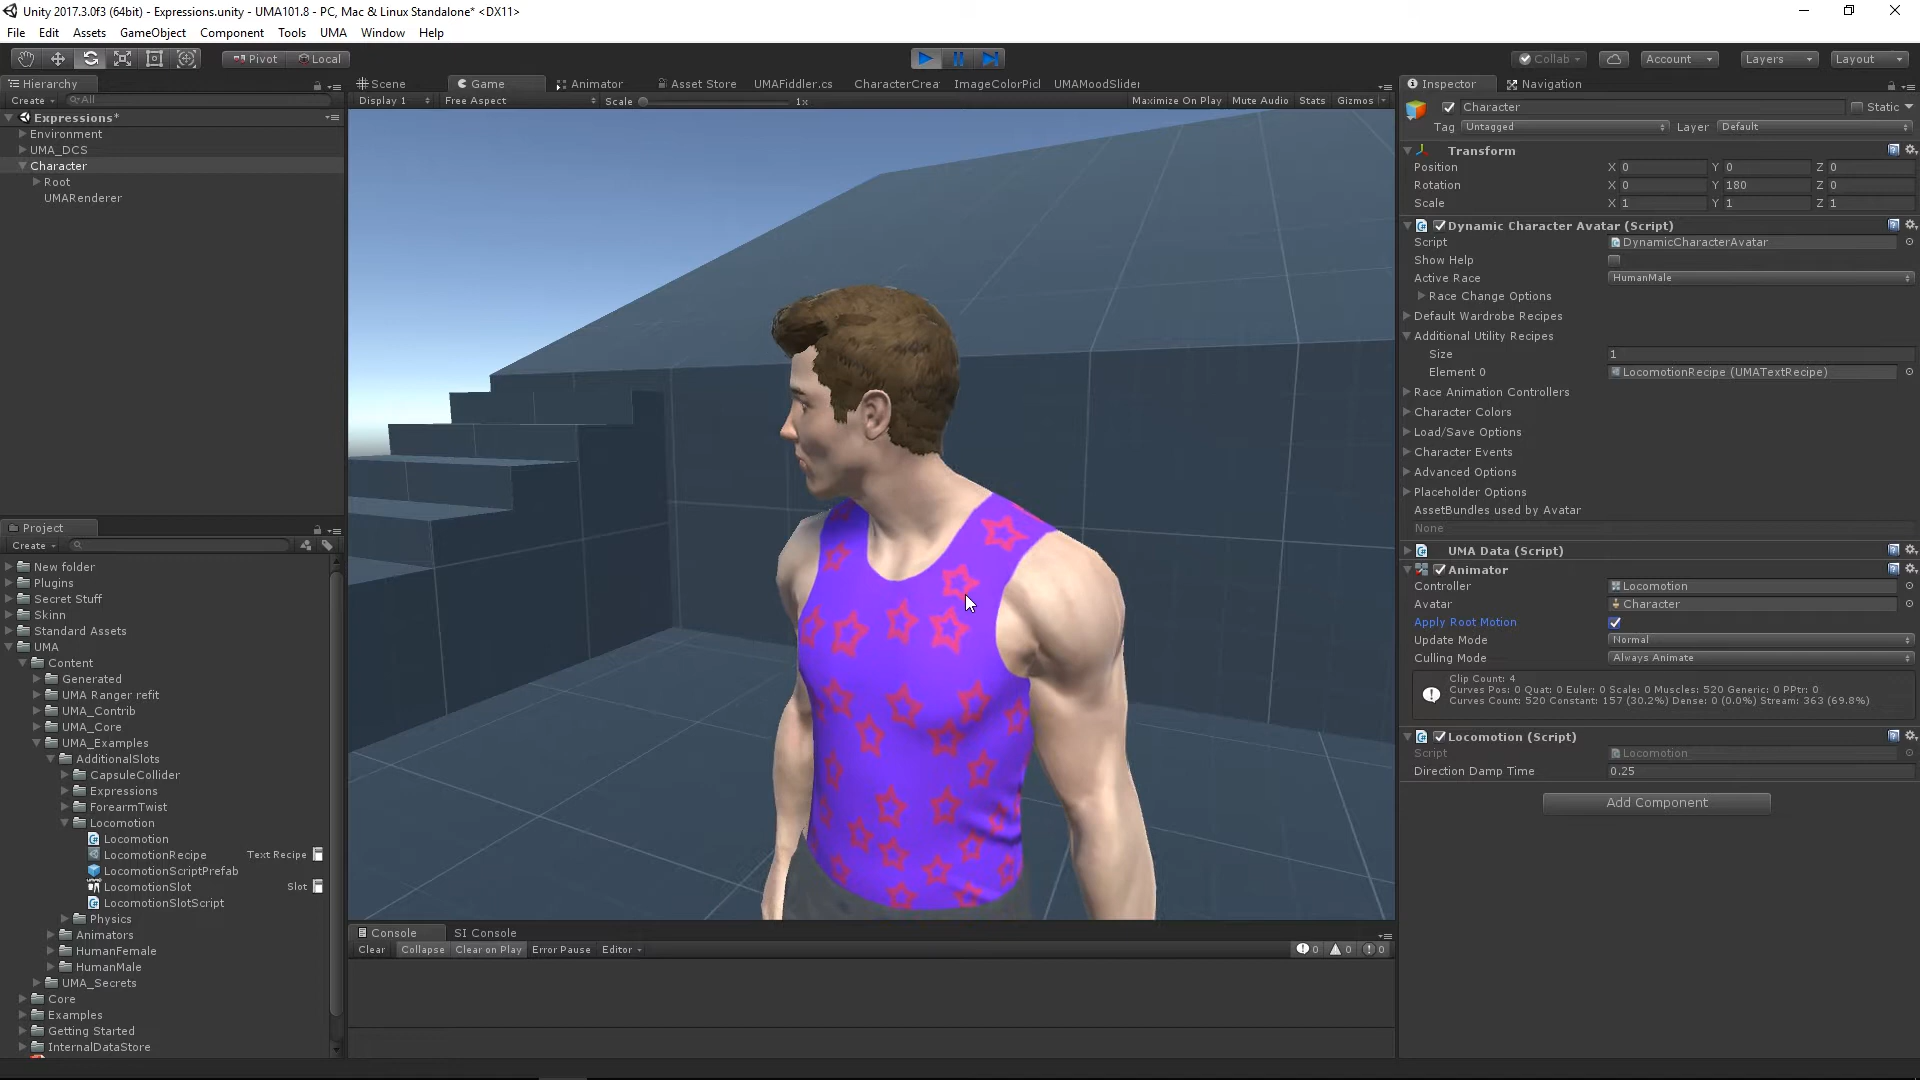 Unity 2017.3.0f3 (64bit) - Expressions.unity - UMA101.8 - PC, Mac & Linux Standalone* <DX11>
File Edit Assets GameObject Component Tools UMA Window Help
Pivot Local Collab Account Layers Layout
Hierarchy
Create All
Expressions*
Environment
UMA_DCS
Character
Root
UMARenderer
Project
Create
New folder
Plugins
Secret Stuff
Skinn
Standard Assets
UMA
Content
Generated
UMA Ranger refit
UMA_Contrib
UMA_Core
UMA_Examples
AdditionalSlots
CapsuleCollider
Expressions
ForearmTwist
Locomotion
Locomotion
LocomotionRecipe Text Recipe
LocomotionScriptPrefab
LocomotionSlot Slot
LocomotionSlotScript
Physics
Animators
HumanFemale
HumanMale
UMA_Secrets
Core
Examples
Getting Started
InternalDataStore
Scene Game Animator Asset Store UMAFiddler.cs CharacterCrea ImageColorPicl UMAMoodSlider
Display 1 Free Aspect Scale 1x Maximize On Play Mute Audio Stats Gizmos
Console SI Console
Clear Collapse Clear on Play Error Pause Editor 0 0 0
Inspector Navigation
Character Static
Tag Untagged Layer Default
Transform
Position X 0 Y 0 Z 0
Rotation X 0 Y 180 Z 0
Scale X 1 Y 1 Z 1
Dynamic Character Avatar (Script)
Script DynamicCharacterAvatar
Show Help
Active Race HumanMale
Race Change Options
Default Wardrobe Recipes
Additional Utility Recipes
Size 1
Element 0 LocomotionRecipe (UMATextRecipe)
Race Animation Controllers
Character Colors
Load/Save Options
Character Events
Advanced Options
Placeholder Options
AssetBundles used by Avatar
None
UMA Data (Script)
Animator
Controller Locomotion
Avatar Character
Apply Root Motion
Update Mode Normal
Culling Mode Always Animate
Clip Count: 4
Curves Pos: 0 Quat: 0 Euler: 0 Scale: 0 Muscles: 520 Generic: 0 PPtr: 0
Curves Count: 520 Constant: 157 (30.2%) Dense: 0 (0.0%) Stream: 363 (69.8%)
Locomotion (Script)
Script Locomotion
Direction Damp Time 0.25
Add Component